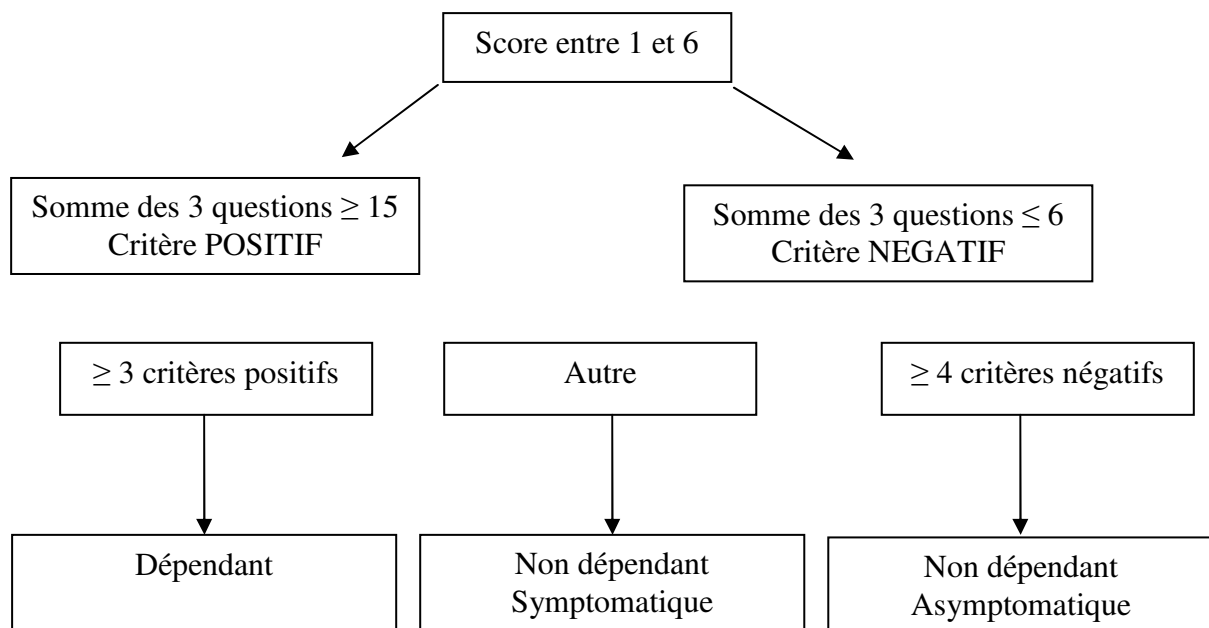 Score entre 1 et 6
Somme des 3 questions ≥ 15
Critère POSITIF
Somme des 3 questions ≤ 6
Critère NEGATIF
≥ 3 critères positifs
Autre
≥ 4 critères négatifs
Dépendant
Non dépendant
Symptomatique
Non dépendant
Asymptomatique